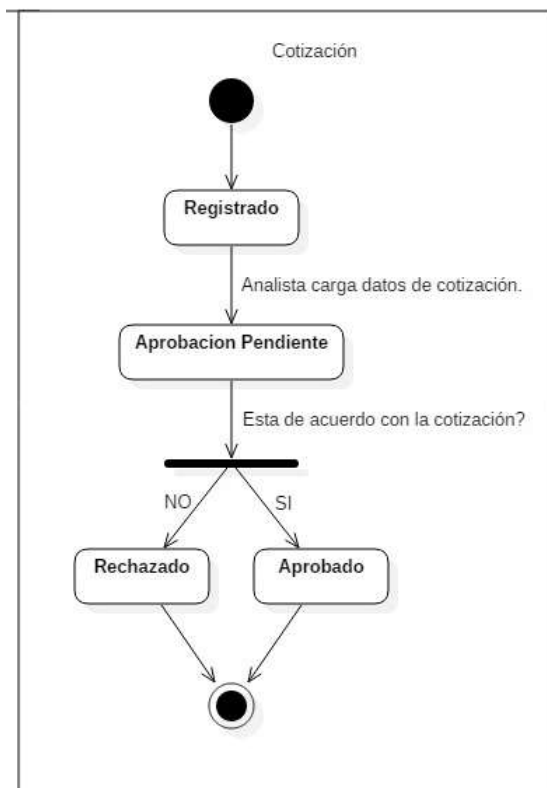 Cotización
Registrado
Analista carga datos de cotización.
Aprobacion Pendiente
Esta de acuerdo con la cotización?
NO
SI
Rechazado
Aprobado